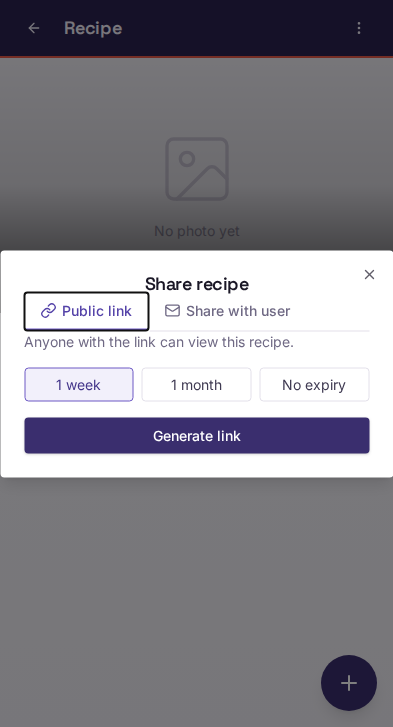 Recipe
No photo yet
Share recipe
Public link
Share with user
Anyone with the link can view this recipe.
1 week
1 month
No expiry
Generate link